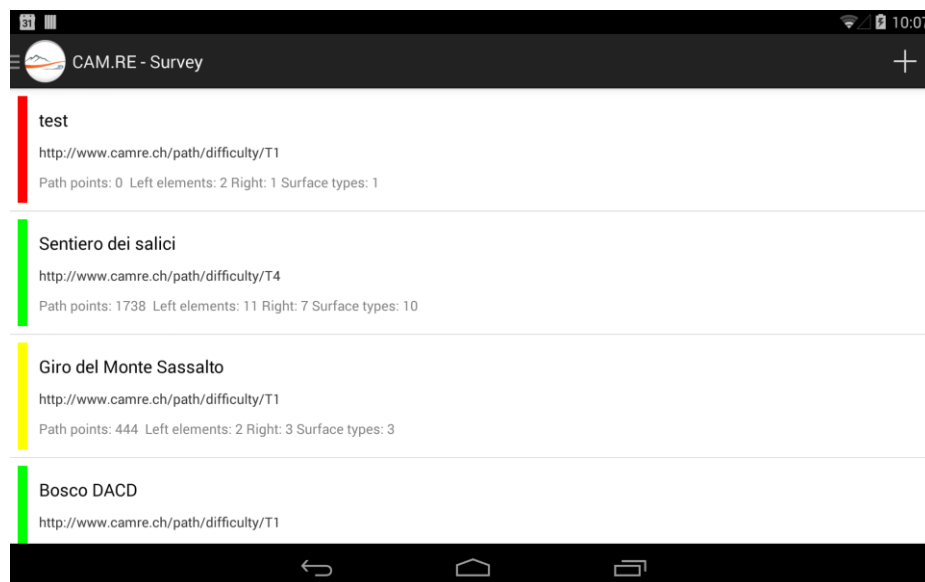 31
10:07
CAM.RE - Survey
test
http://www.camre.ch/path/difficulty/T1
Path points: 0 Left elements: 2 Right: 1 Surface types: 1
Sentiero dei salici
http://www.camre.ch/path/difficulty/T4
Path points: 1738 Left elements: 11 Right: 7 Surface types: 10
Giro del Monte Sassalto
http://www.camre.ch/path/difficulty/T1
Path points: 444 Left elements: 2 Right: 3 Surface types: 3
Bosco DACD
http://www.camre.ch/path/difficulty/T1